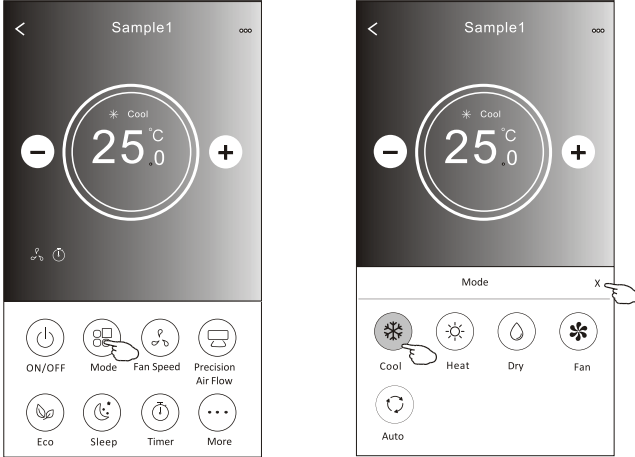 Sample1
Cool
25°C
.0
ON/OFF Mode Fan Speed Precision
Air Flow
Eco Sleep Timer More
Sample1
Cool
25°C
.0
Mode X
Cool Heat Dry Fan
Auto